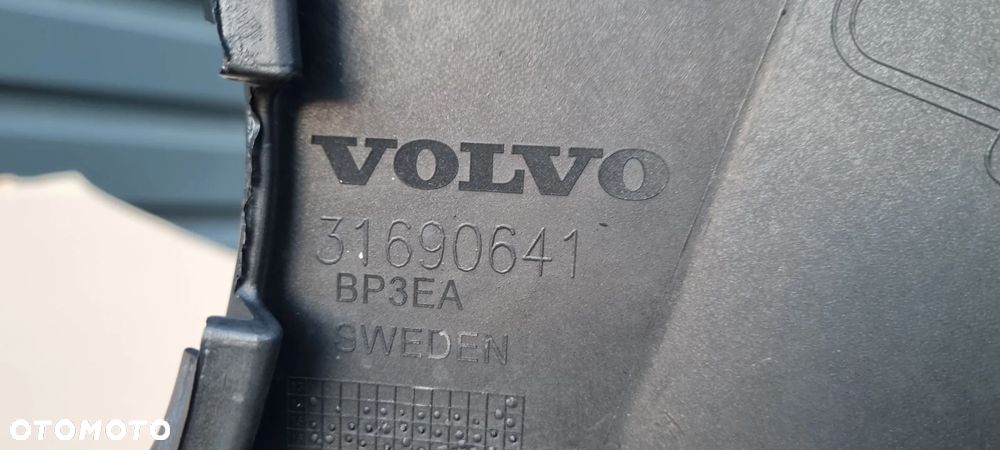 VOLVO
31690641
BP3EA
SWEDEN
OTOMOTO